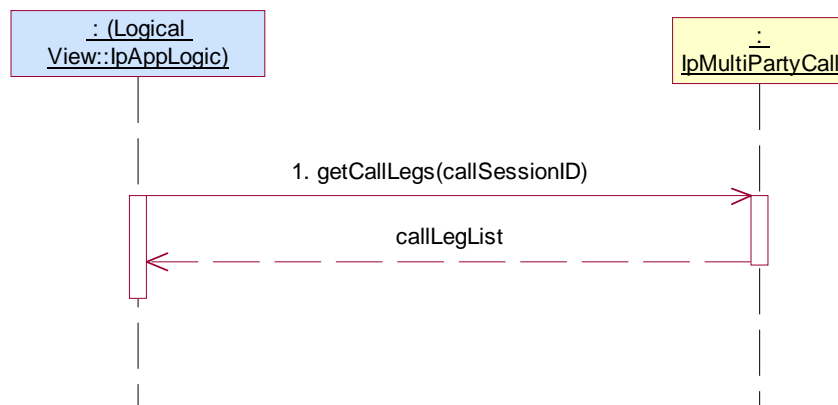 : (Logical
View::IpAppLogic)
:
IpMultiPartyCall
1. getCallLegs(callSessionID)
callLegList